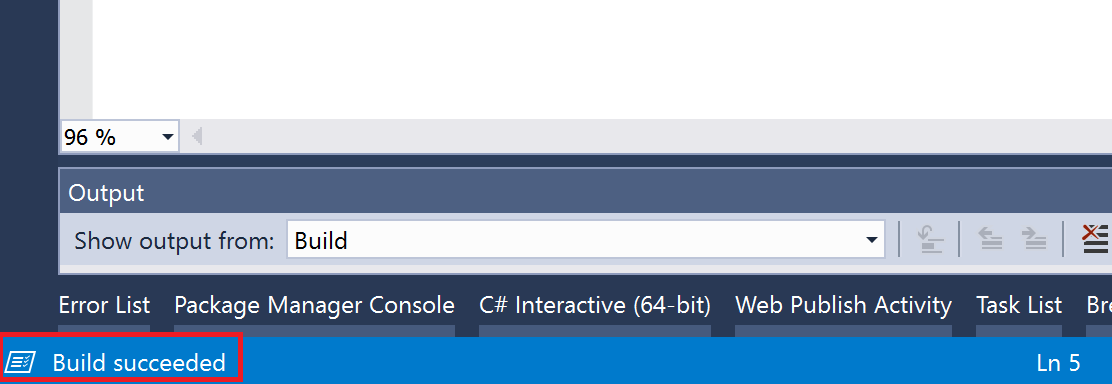 96 %
Output
Show output from: Build
Error List Package Manager Console C# Interactive (64-bit) Web Publish Activity Task List
Build succeeded Ln 5